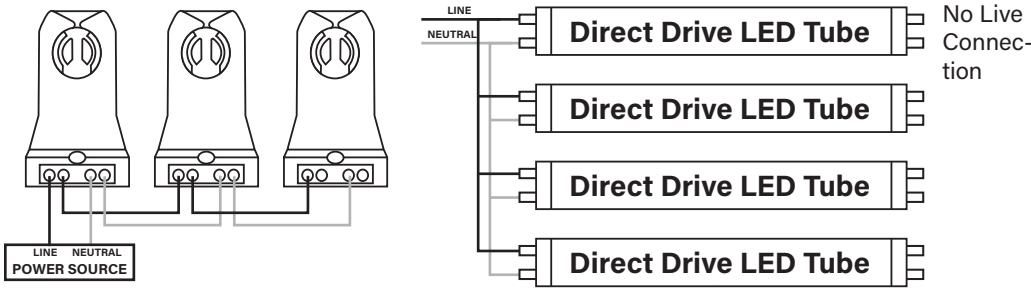 LINE NEUTRAL
POWER SOURCE
LINE
NEUTRAL
Direct Drive LED Tube
No Live
Connec-
tion
Direct Drive LED Tube
Direct Drive LED Tube
Direct Drive LED Tube